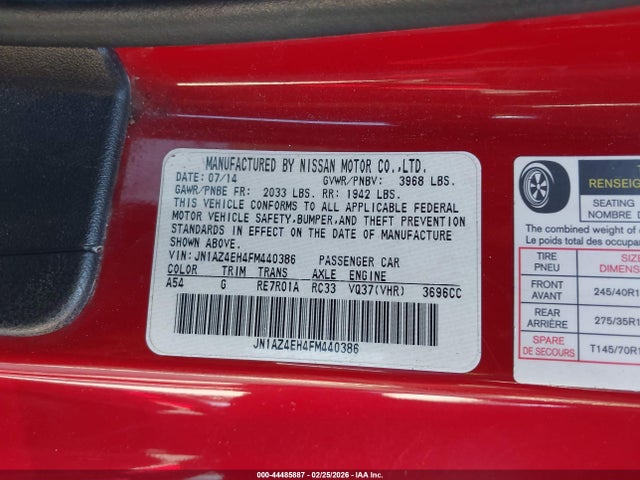 MANUFACTURED BY NISSAN MOTOR CO.,LTD.
DATE: 07/14 GVWR/PNBV: 3968 LBS.
GAWR/PNBE FR: 2033 LBS. RR: 1942 LBS.
THIS VEHICLE CONFORMS TO ALL APPLICABLE FEDERAL
MOTOR VEHICLE SAFETY,BUMPER,AND THEFT PREVENTION
STANDARDS IN EFFECT ON THE DATE OF MANUFACTURE
SHOWN ABOVE.
VIN: JN1AZ4EH4FM440386 PASSENGER CAR
COLOR TRIM TRANS AXLE ENGINE
A54 G RE7R01A RC33 VQ37(VHR) 3696CC
JN1AZ4EH4FM440386
RENSEIGN
SEATING
NOMBRE D
The combined weight of
Le poids total des occupa
TIRE SIZE
PNEU DIMENS
FRONT
AVANT 245/40R1
REAR
ARRIÈRE 275/35R1
SPARE
DE SECOURS T145/70R1
000-44485887 - 02/25/2026 - IAA Corp.